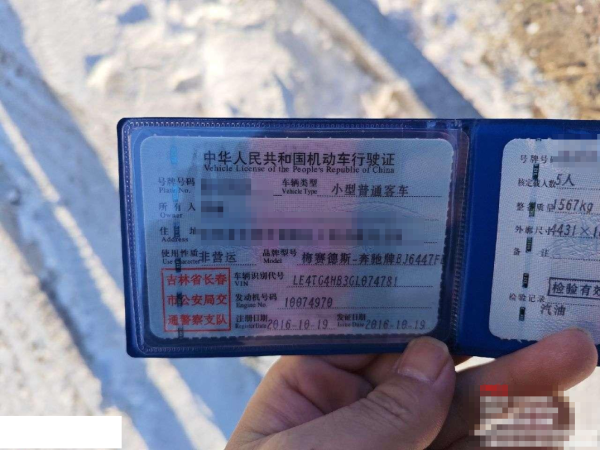 中华人民共和国机动车行驶证
Vehicle License of the People's Republic of China
号牌号码 车辆类型 小型普通客车
Plate No. Vehicle Type
所有人
Owner
住 址
使用性质 非营运 品牌型号 梅赛德斯-奔驰牌BJ6447F
Use Character Model
吉林省长春
市公安局交
通警察支队
车辆识别代号 LE4TG4HB3GL074781
VIN
发动机号码 10074970
Engine No.
注册日期 2016-10-19 发证日期 2016-10-19
Register Date Issue Date
号牌号码
核定载人数 5人
整备质量 1567kg
外廓尺寸 4431×
备 注
检验有效
检验记录
汽油